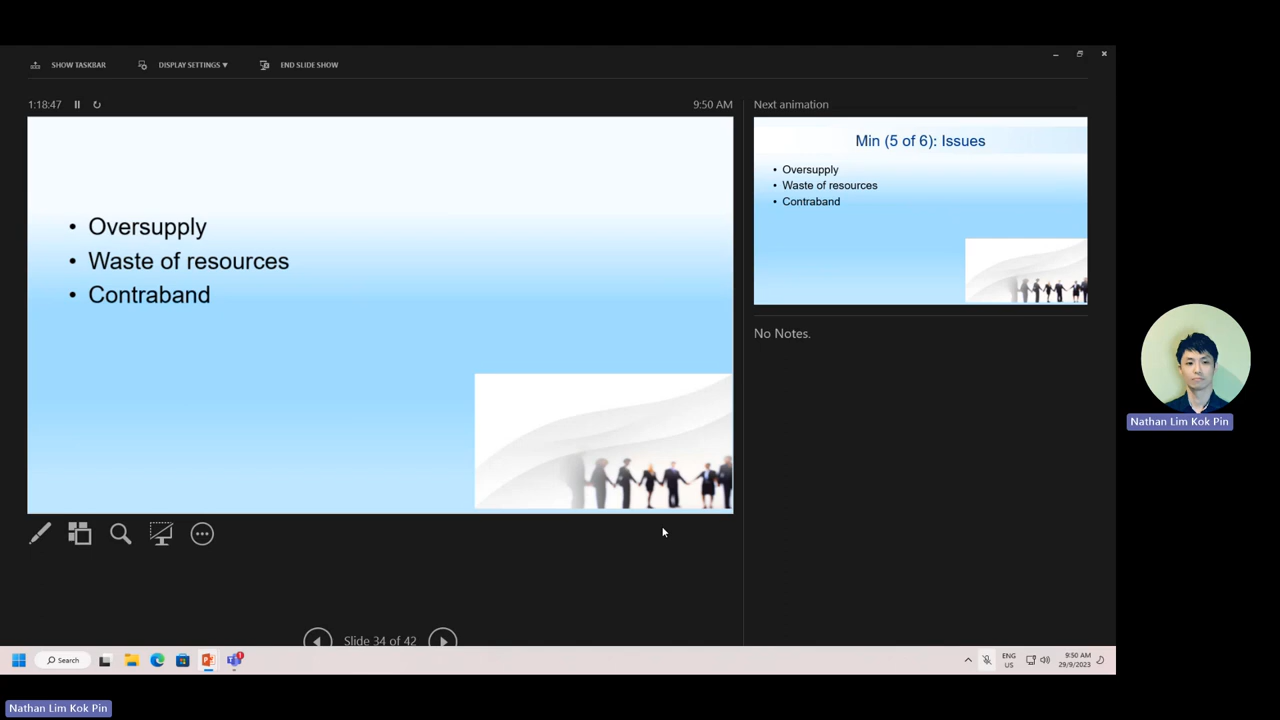 SHOW TASKBAR
DISPLAY SETTINGS ▼
END SLIDE SHOW
1:18:47
9:50 AM
• Oversupply
• Waste of resources
• Contraband
Next animation
Min (5 of 6): Issues
• Oversupply
• Waste of resources
• Contraband
No Notes.
Nathan Lim Kok Pin
Slide 34 of 42
Search
1
ENG
US
9:50 AM
29/9/2023
Nathan Lim Kok Pin